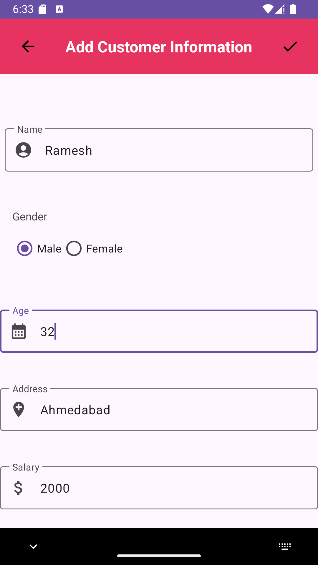 6:33 A
Add Customer Information
Name
Ramesh
Gender
Male Female
Age
32
Address
Ahmedabad
Salary
$ 2000